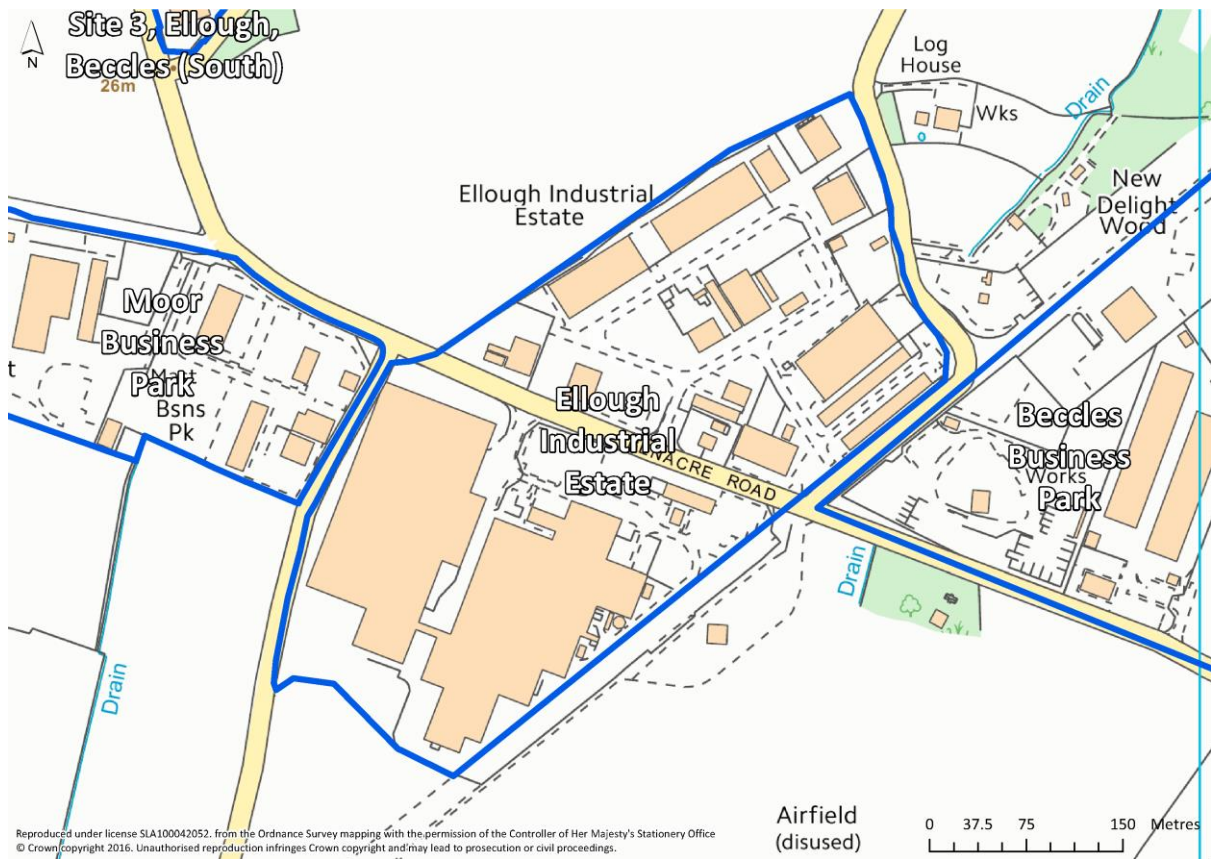 Site 3, Ellough,
Beccles (South)
26m
N
Log
House
Wks
Drain
Ellough Industrial
Estate
New
Delight
Wood
Moor
Business
Park
Bsns
Pk
t
Ellough
Industrial
Estate
ACRE ROAD
Beccles
Business
Works
Park
Drain
Drain
Airfield
(disused)
0 37.5 75 150 Metres
Reproduced under license SLA100042052. from the Ordnance Survey mapping with the permission of the Controller of Her Majesty's Stationery Office
© Crown copyright 2016. Unauthorised reproduction infringes Crown copyright and may lead to prosecution or civil proceedings.